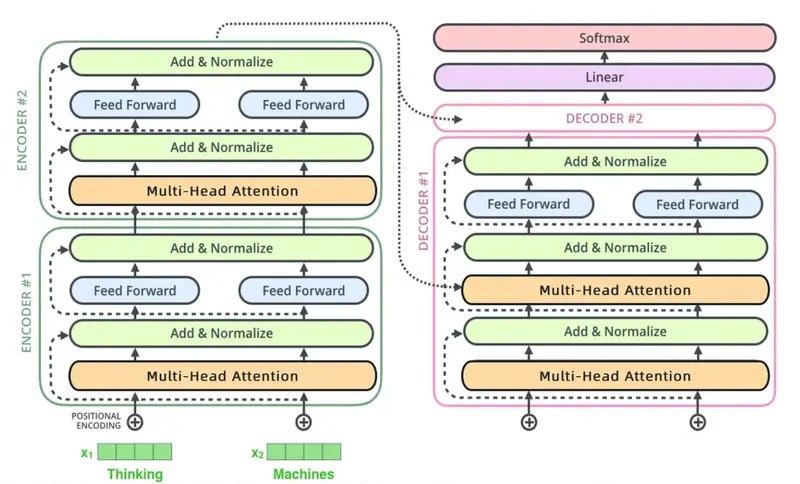 ENCODER #2
Add & Normalize
Feed Forward
Feed Forward
Add & Normalize
Multi-Head Attention
ENCODER #1
Add & Normalize
Feed Forward
Feed Forward
Add & Normalize
Multi-Head Attention
POSITIONAL
ENCODING
x₁
x₂
Thinking
Machines
Softmax
Linear
DECODER #2
DECODER #1
Add & Normalize
Feed Forward
Feed Forward
Add & Normalize
Multi-Head Attention
Add & Normalize
Multi-Head Attention